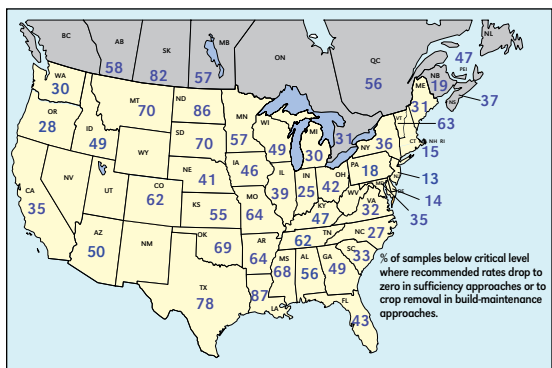 BC
AB
58
SK
82
MB
57
ON
31
QC
56
NL
47
PEI
NB
19
NS
37
WA
30
OR
28
ID
49
MT
70
ND
86
SD
70
WY
MN
57
WI
49
MI
30
ME
31
VT
63
NH
RI
CT
15
NY
36
PA
18
NJ
13
14
35
CA
35
NV
UT
CO
62
NE
41
KS
55
IA
46
MO
64
IL
39
IN
25
OH
42
WV
VA
32
KY
47
TN
62
NC
27
SC
33
AZ
50
NM
OK
69
TX
78
AR
64
LA
87
MS
68
AL
56
GA
49
FL
43
% of samples below critical level
where recommended rates drop to
zero in sufficiency approaches or to
crop removal in build-maintenance
approaches.